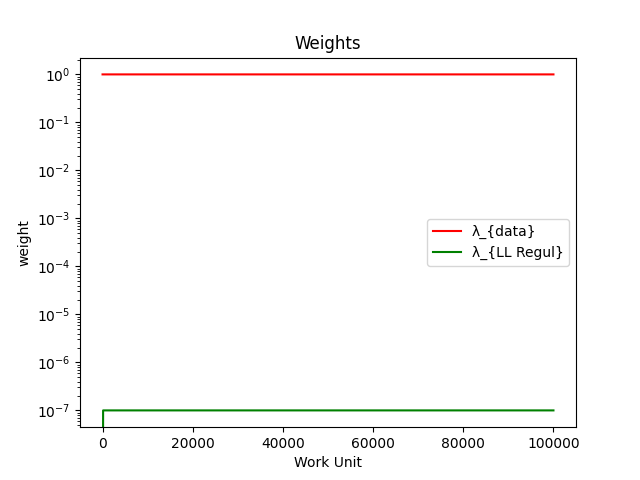 Weights
10⁰
10⁻¹
10⁻²
10⁻³
10⁻⁴
10⁻⁵
10⁻⁶
10⁻⁷
weight
λ_{data}
λ_{LL Regul}
0 20000 40000 60000 80000 100000
Work Unit